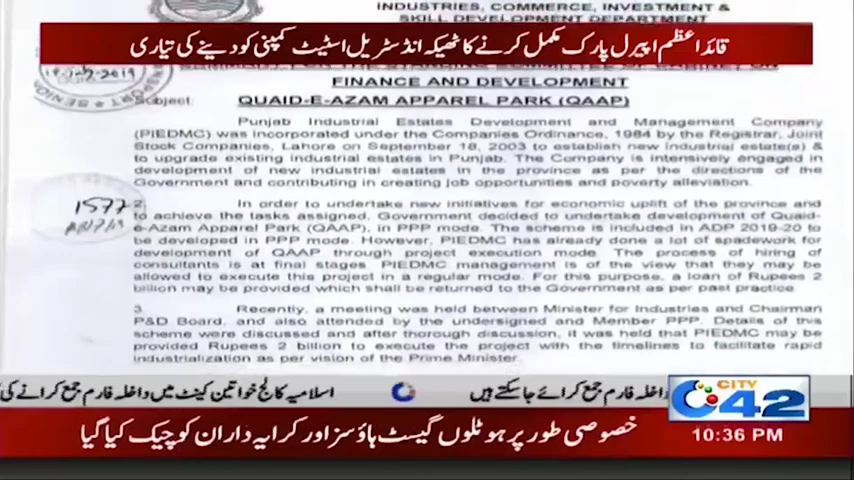 INDUSTRIES, COMMERCE, INVESTMENT &
SKILL DEVELOPMENT DEPARTMENT
قائداعظم اپیرل پارک مکمل کرنے کا ٹھیکہ انڈسٹریل اسٹیٹ کمپنی کو دینے کی تیاری
FINANCE AND DEVELOPMENT
Subject: QUAID-E-AZAM APPAREL PARK (QAAP)
Punjab Industrial Estates Development and Management Company
(PIEDMC) was incorporated under the Companies Ordinance, 1984 by the Registrar, Joint
Stock Companies, Lahore on September 18, 2003 to establish new industrial estate(s) &
to upgrade existing industrial estates in Punjab. The Company is intensively engaged in
development of new industrial estates in the province as per the directions of the
Government and contributing in creating job opportunities and poverty alleviation.
1577
2. In order to undertake new initiatives for economic uplift of the province and
to achieve the tasks assigned, Government decided to undertake development of Quaid-
e-Azam Apparel Park (QAAP), in PPP mode. The scheme is included in ADP 2019-20 to
be developed in PPP mode. However, PIEDMC has already done a lot of spadework for
development of QAAP through project execution mode. The process of hiring of
consultants is at final stages. PIEDMC management is of the view that they may be
allowed to execute this project in a regular mode. For this purpose, a loan of Rupees 2
billion may be provided which shall be returned to the Government as per past practice
3. Recently, a meeting was held between Minister for Industries and Chairman
P&D Board, and also attended by the undersigned and Member PPP. Details of this
scheme were discussed and after thorough discussion, it was held that PIEDMC may be
provided Rupees 2 billion to execute the project with the timelines to facilitate rapid
industrialization as per vision of the Prime Minister.
داخلہ فارم جمع کرائے جاسکتے ہیں
اسلامیہ کالج خواتین کینٹ میں داخلہ فارم جمع کرانے کی
CITY
42
خصوصی طور پر ہوٹلوں گیسٹ ہاؤسز اور کرایہ داران کو چیک کیا گیا
10:36 PM